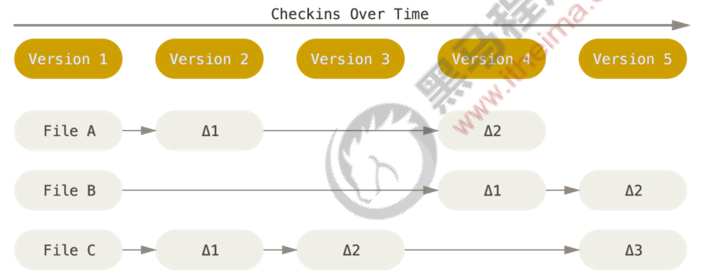 Checkins Over Time
Version 1 Version 2 Version 3 Version 4 Version 5
File A Δ1 Δ2
File B Δ1 Δ2
File C Δ1 Δ2 Δ3
黑马程
www.itheima.